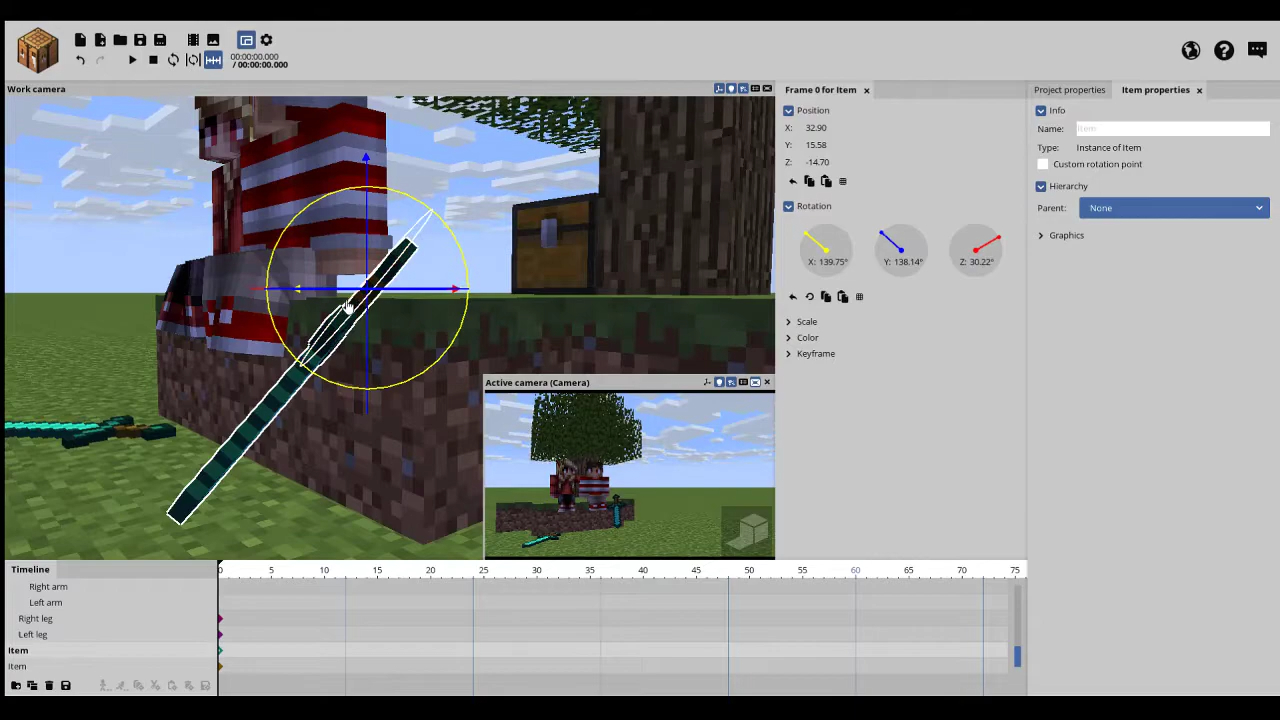 00:00:00.000
/ 00:00:00.000
Work camera
Frame 0 for Item
Position
X: 32.90
Y: 15.58
Z: -14.70
Rotation
X: 139.75° Y: 138.14° Z: 30.22°
Scale
Color
Keyframe
Project properties Item properties
Info
Name: Item
Type: Instance of Item
Custom rotation point
Hierarchy
Parent: None
Graphics
Active camera (Camera)
Timeline
0 5 10 15 20 25 30 35 40 45 50 55 60 65 70 75
Right arm
Left arm
Right leg
Left leg
Item
Item